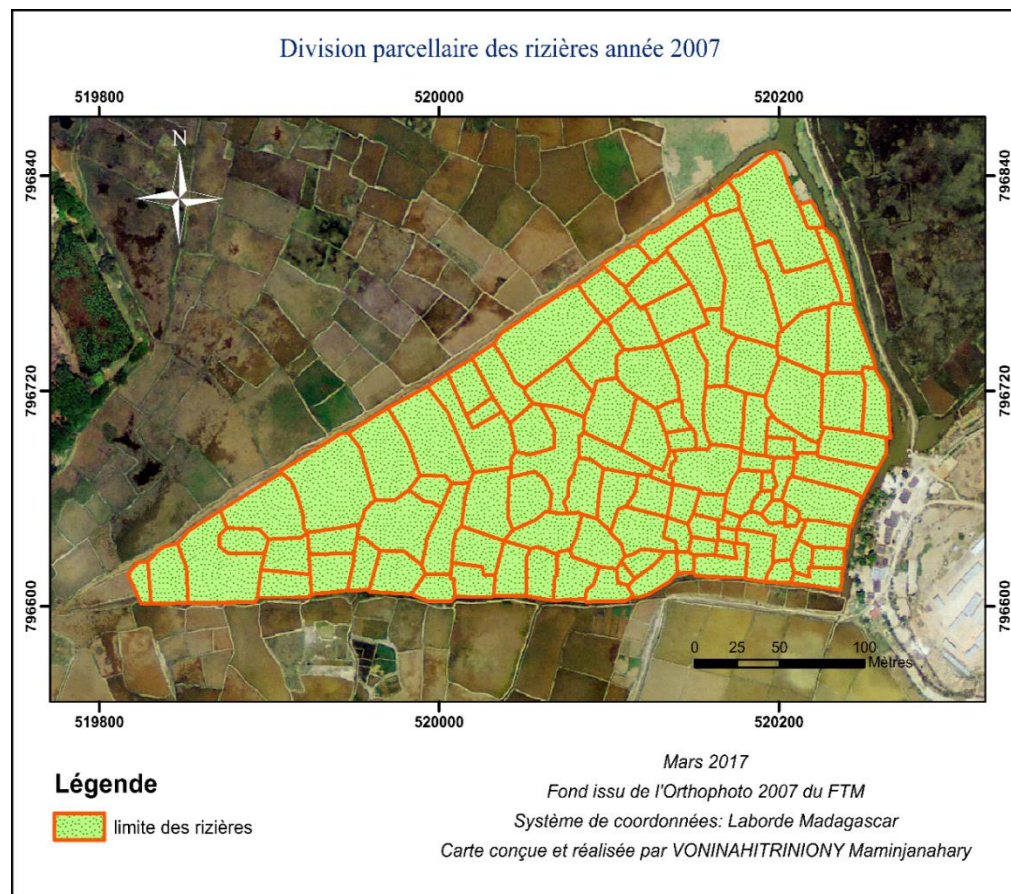 Division parcellaire des rizières année 2007
519800 520000 520200
N
796840 796840
796720 796720
796600 796600
0 25 50 100
Mètres
519800 520000 520200
Légende
limite des rizières
Mars 2017
Fond issu de l'Orthophoto 2007 du FTM
Système de coordonnées: Laborde Madagascar
Carte conçue et réalisée par VONINAHITRINIONY Maminjanahary